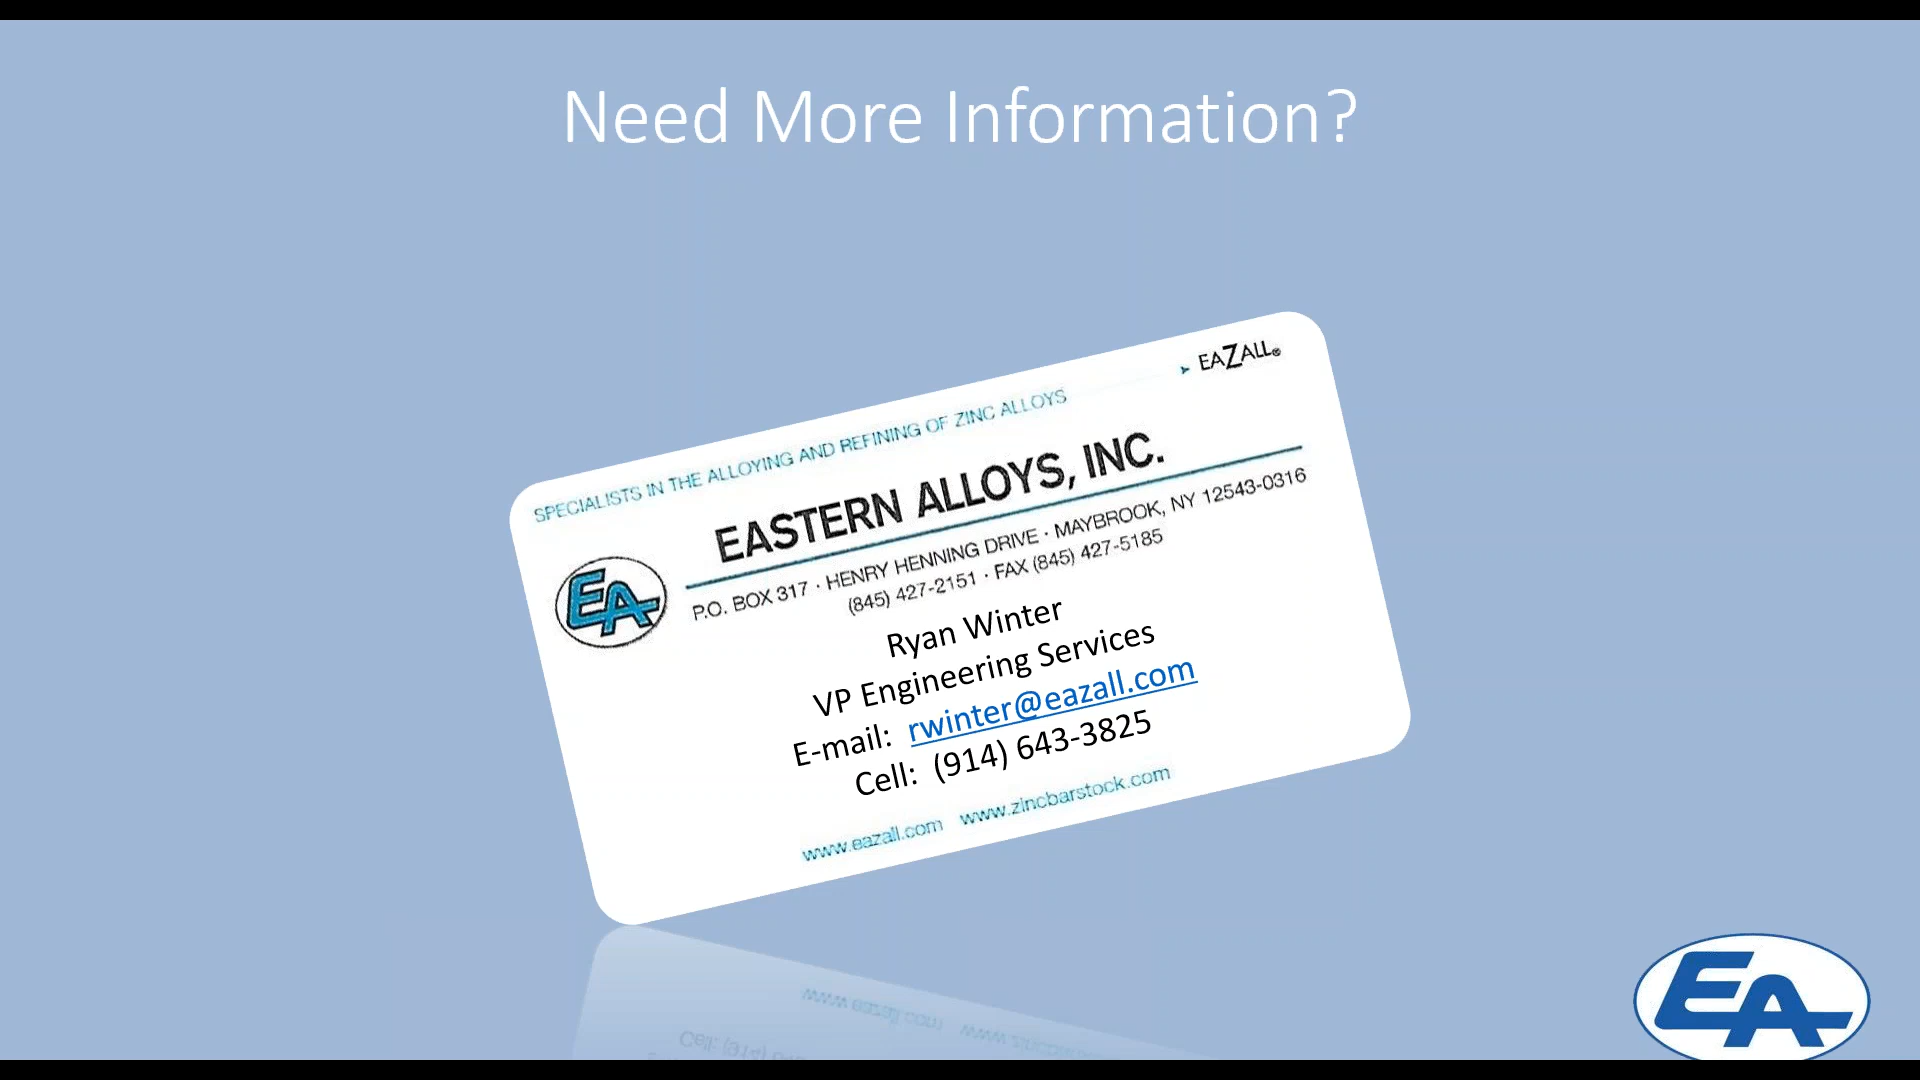 Need More Information?
EAZALL®
SPECIALISTS IN THE ALLOYING AND REFINING OF ZINC ALLOYS
EASTERN ALLOYS, INC.
P.O. BOX 317 · HENRY HENNING DRIVE · MAYBROOK, NY 12543-0316
(845) 427-2151 · FAX (845) 427-5185
EA
Ryan Winter
VP Engineering Services
E-mail: rwinter@eazall.com
Cell: (914) 643-3825
www.eazall.com www.zincbarstock.com
EA